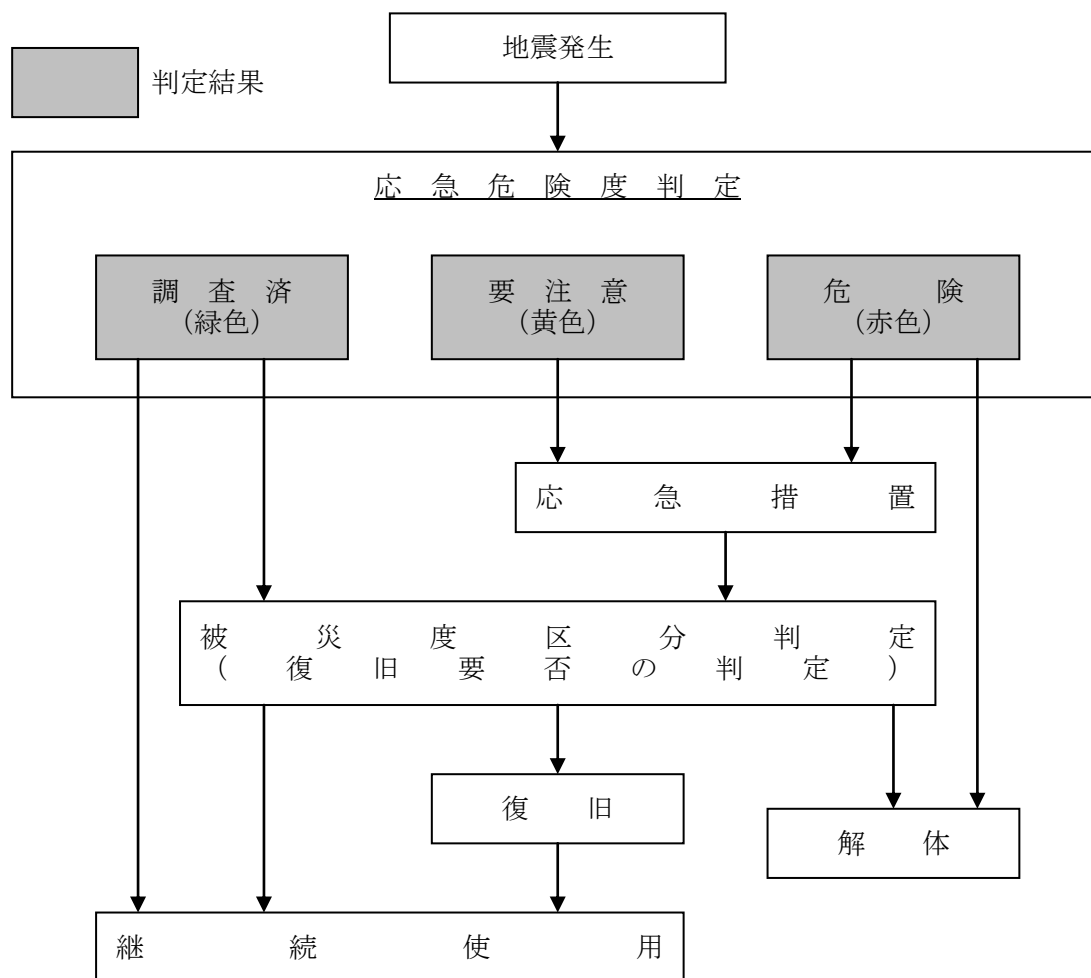 地震発生
判定結果
応急危険度判定
調査済
（緑色）
要注意
（黄色）
危険
（赤色）
応急措置
被災度区分判定
（復旧要否の判定）
復旧
解体
継続使用